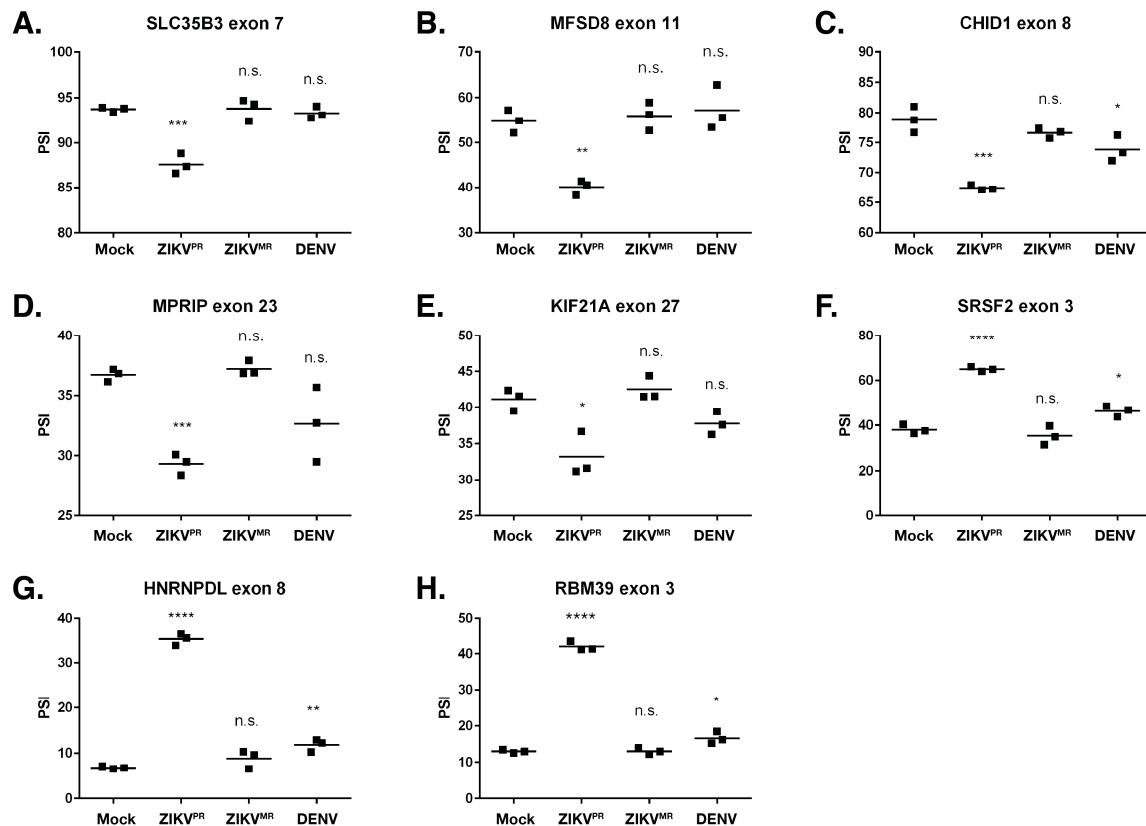 A. SLC35B3 exon 7
100
95
90
85
80
PSI
n.s.
n.s.
***
Mock ZIKVPR ZIKVMR DENV
B. MFSD8 exon 11
70
60
50
40
30
PSI
n.s.
n.s.
**
Mock ZIKVPR ZIKVMR DENV
C. CHID1 exon 8
90
85
80
75
70
65
60
PSI
n.s.
*
***
Mock ZIKVPR ZIKVMR DENV
D. MPRIP exon 23
40
35
30
25
PSI
n.s.
n.s.
***
Mock ZIKVPR ZIKVMR DENV
E. KIF21A exon 27
50
45
40
35
30
25
PSI
n.s.
n.s.
*
Mock ZIKVPR ZIKVMR DENV
F. SRSF2 exon 3
80
60
40
20
0
PSI
****
*
n.s.
Mock ZIKVPR ZIKVMR DENV
G. HNRNPDL exon 8
40
30
20
10
0
PSI
****
**
n.s.
Mock ZIKVPR ZIKVMR DENV
H. RBM39 exon 3
50
40
30
20
10
0
PSI
****
*
n.s.
Mock ZIKVPR ZIKVMR DENV